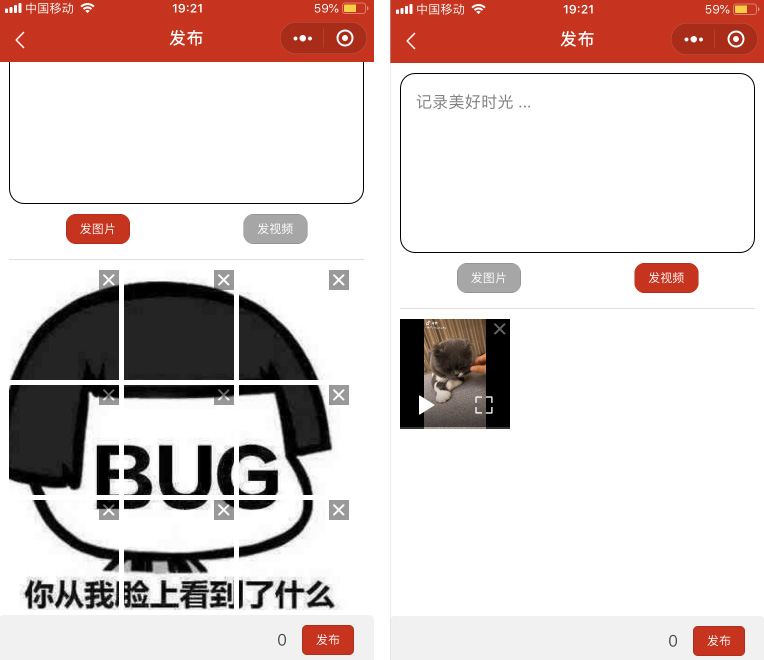 中国移动 19:21 59%
发布
发图片 发视频
BUG
你从我脸上看到了什么
0 发布
中国移动 19:21 59%
发布
记录美好时光 ...
发图片 发视频
0 发布